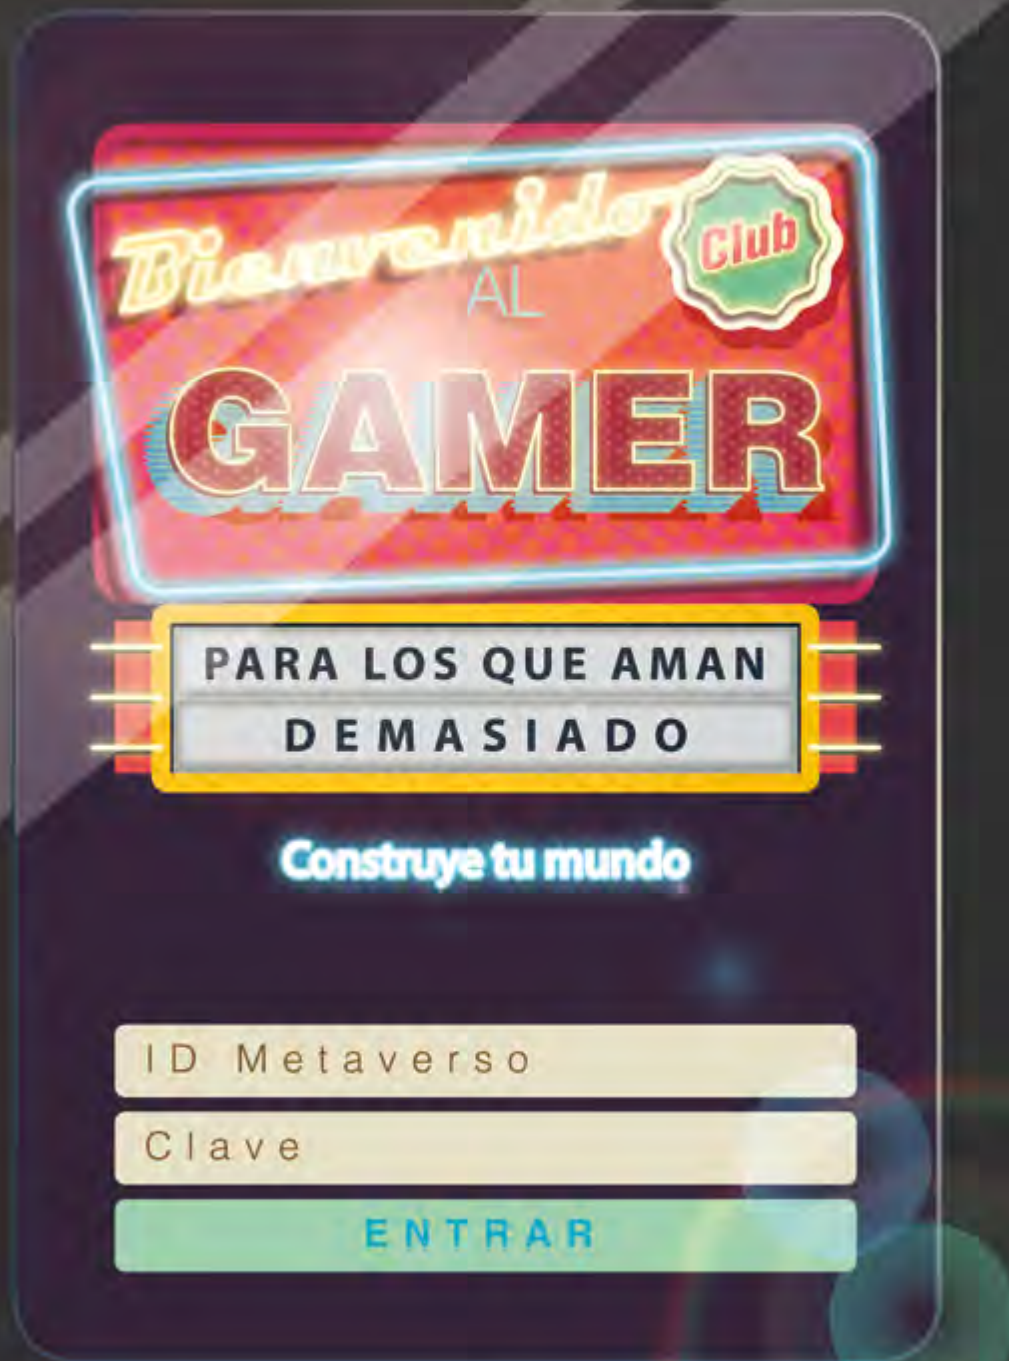 Bienvenido
Club
AL
GAMER
PARA LOS QUE AMAN
DEMASIADO
Construye tu mundo
ID Metaverso
Clave
ENTRAR